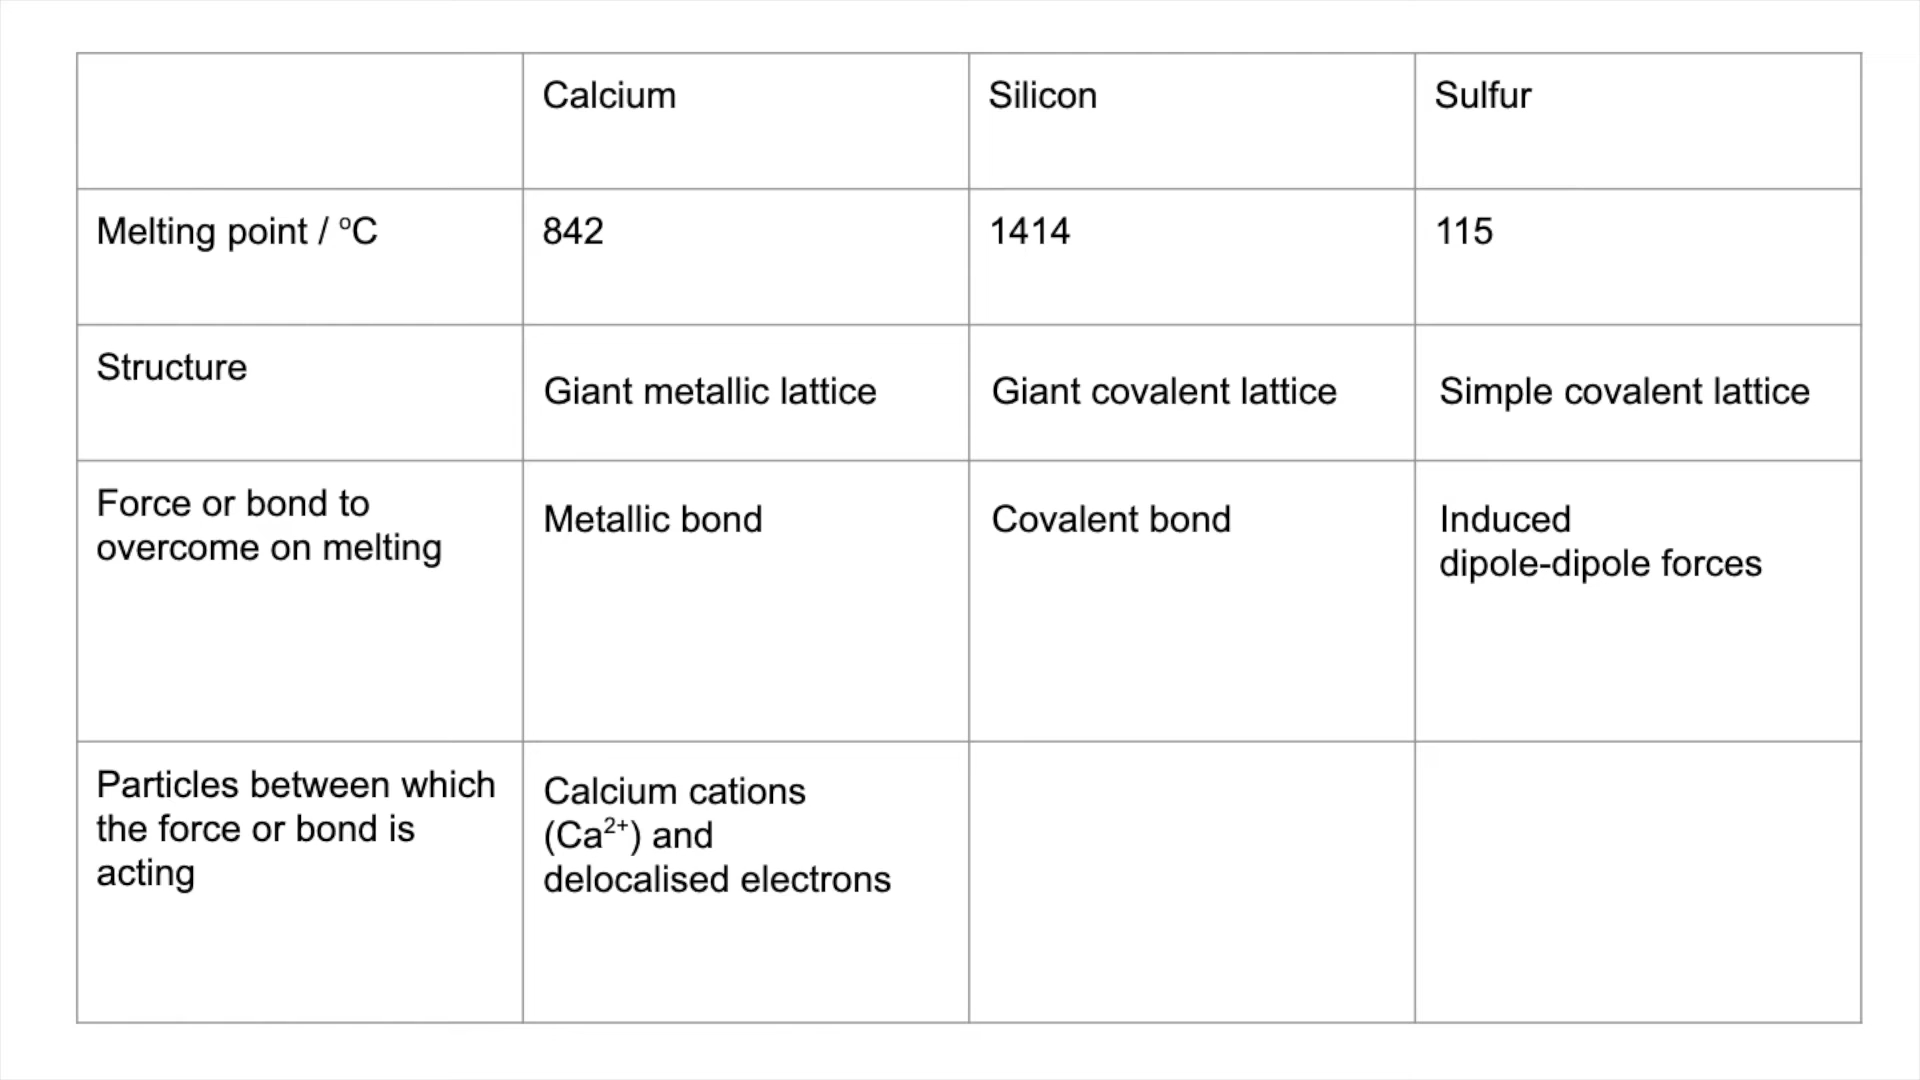 Calcium
Silicon
Sulfur
Melting point / ºC
842
1414
115
Structure
Giant metallic lattice
Giant covalent lattice
Simple covalent lattice
Force or bond to
overcome on melting
Metallic bond
Covalent bond
Induced
dipole-dipole forces
Particles between which
the force or bond is
acting
Calcium cations
(Ca²⁺) and
delocalised electrons